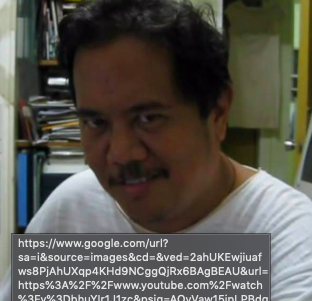 https://www.google.com/url?
sa=i&source=images&cd=&ved=2ahUKEwjiuaf
ws8PjAhUXqp4KHd9NCggQjRx6BAgBEAU&url=
https%3A%2F%2Fwww.youtube.com%2Fwatch